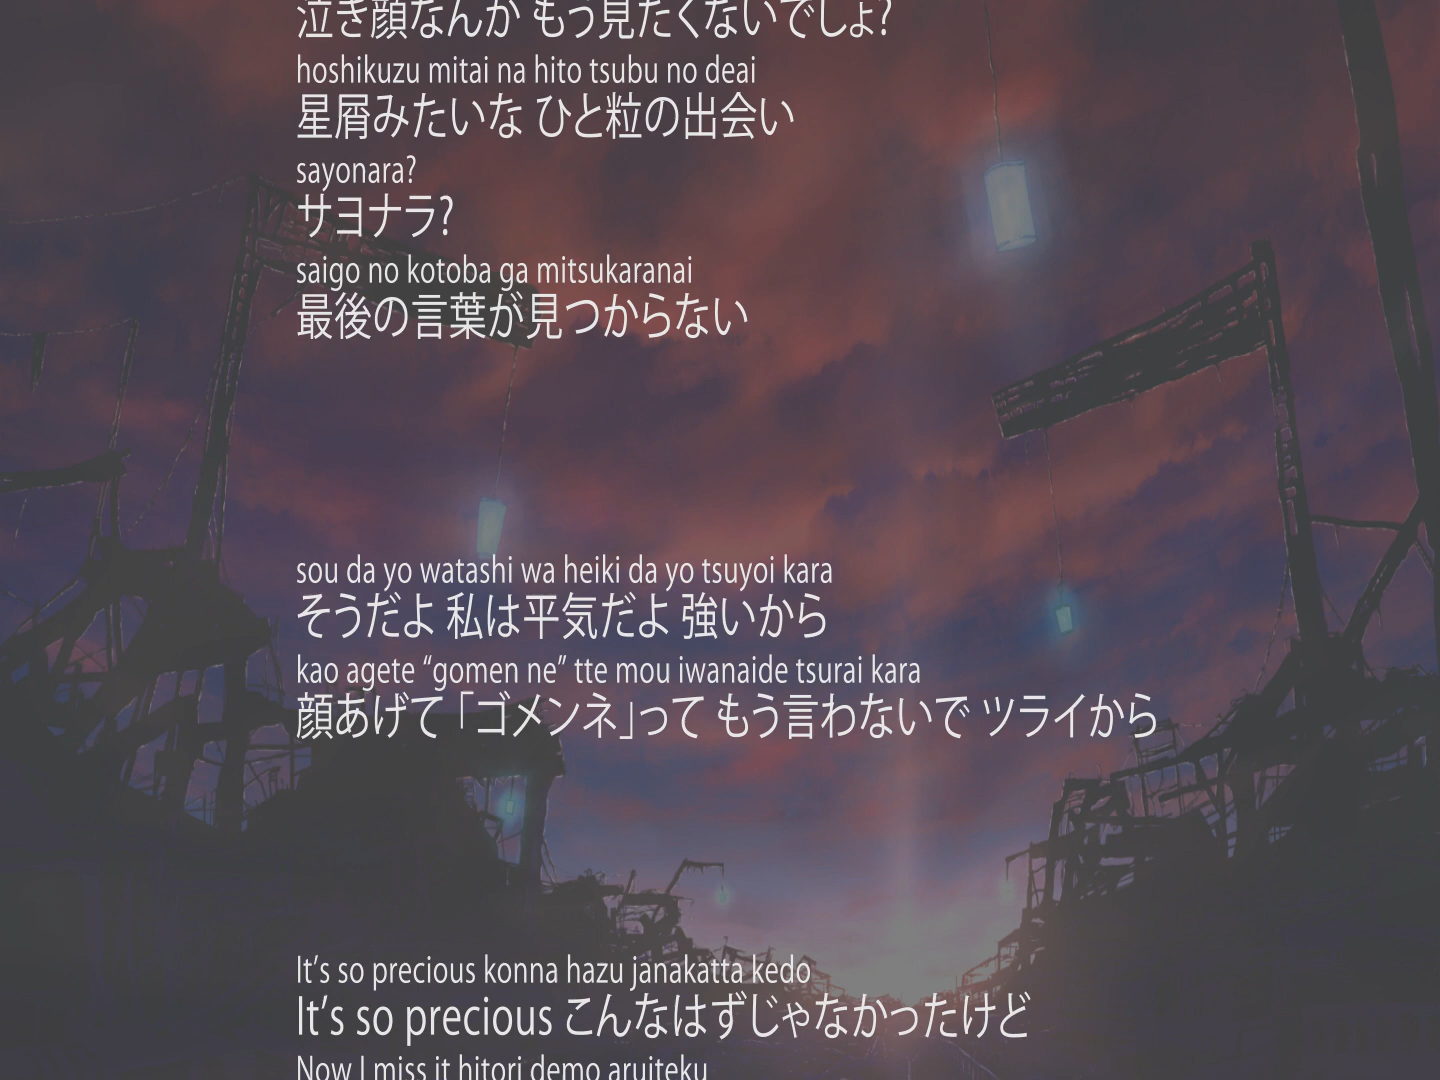 泣き顔なんか もう見たくないでしょ?
hoshikuzu mitai na hito tsubu no deai
星屑みたいな ひと粒の出会い
sayonara?
サヨナラ?
saigo no kotoba ga mitsukaranai
最後の言葉が見つからない
sou da yo watashi wa heiki da yo tsuyoi kara
そうだよ 私は平気だよ 強いから
kao agete “gomen ne” tte mou iwanaide tsurai kara
顔あげて 「ゴメンネ」って もう言わないで ツライから
It’s so precious konna hazu janakatta kedo
It’s so precious こんなはずじゃなかったけど
Now I miss it hitori demo aruiteku